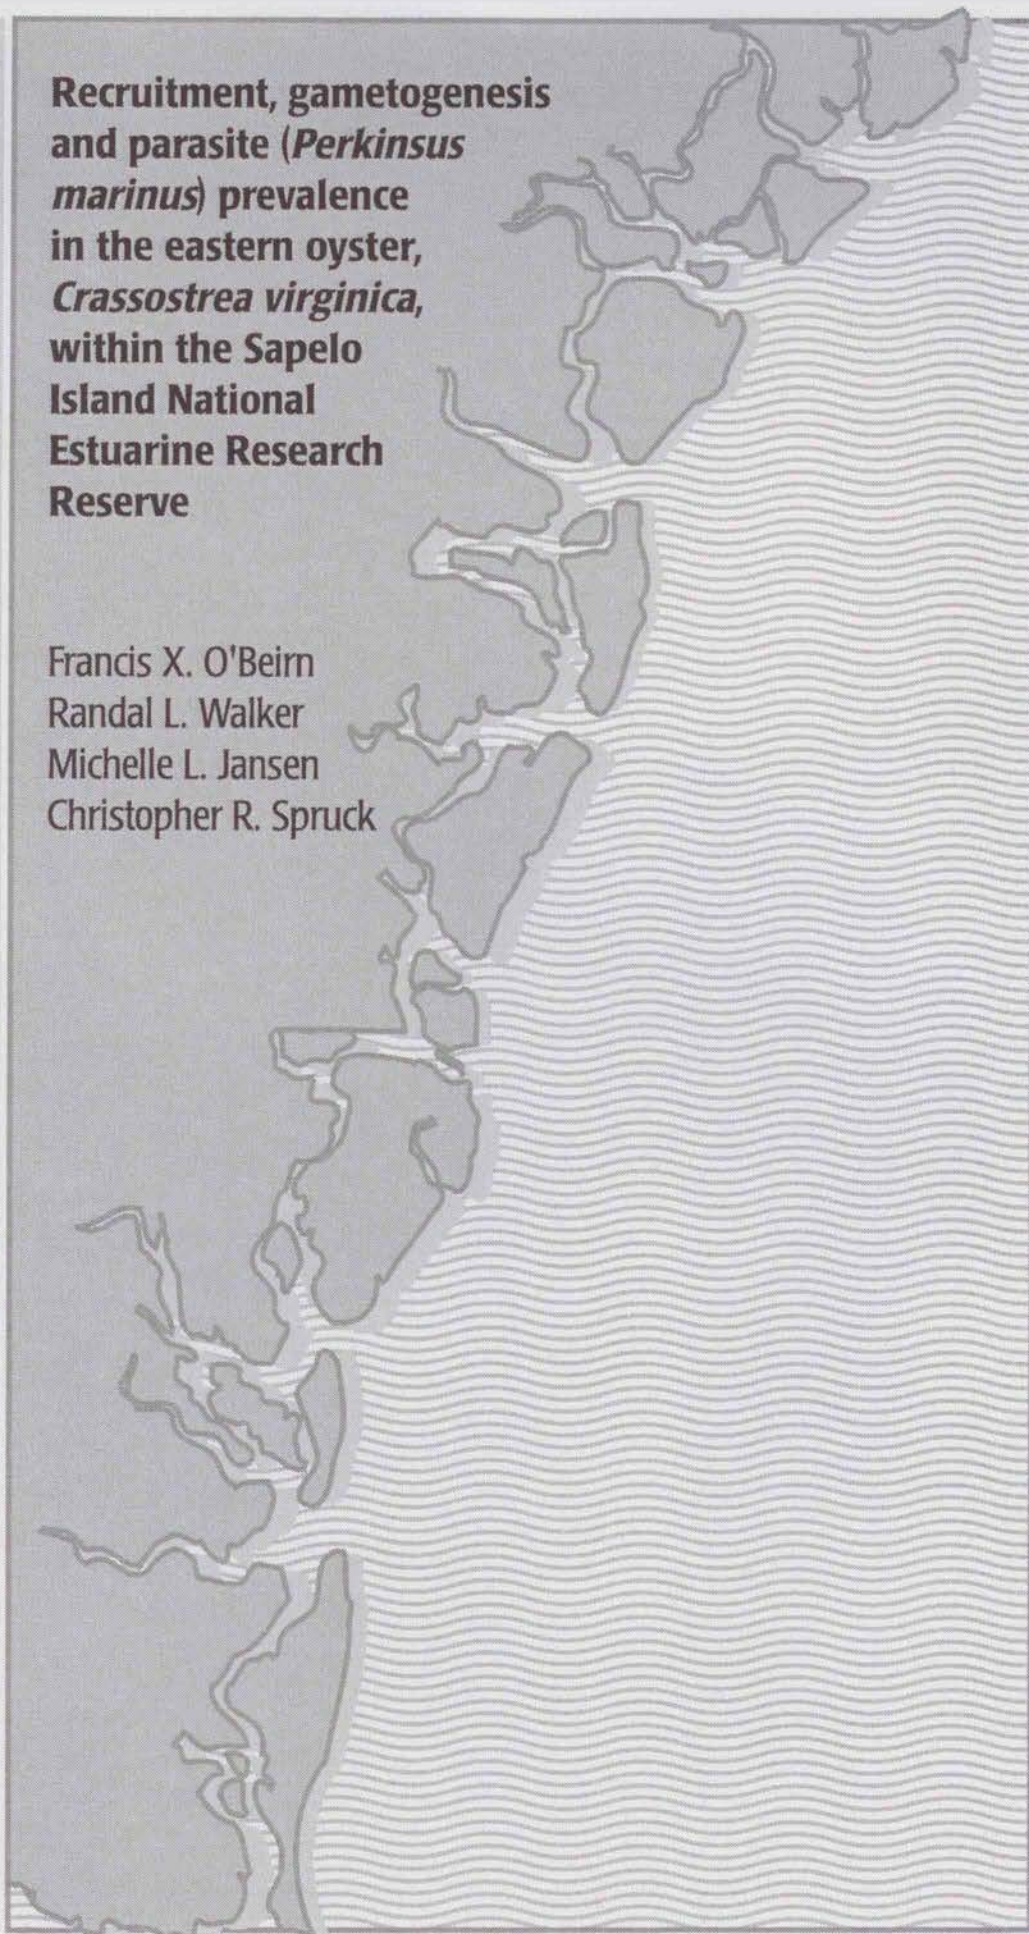 Recruitment, gametogenesis
and parasite (Perkinsus
marinus) prevalence
in the eastern oyster,
Crassostrea virginica,
within the Sapelo
Island National
Estuarine Research
Reserve
Francis X. O'Beirn
Randal L. Walker
Michelle L. Jansen
Christopher R. Spruck